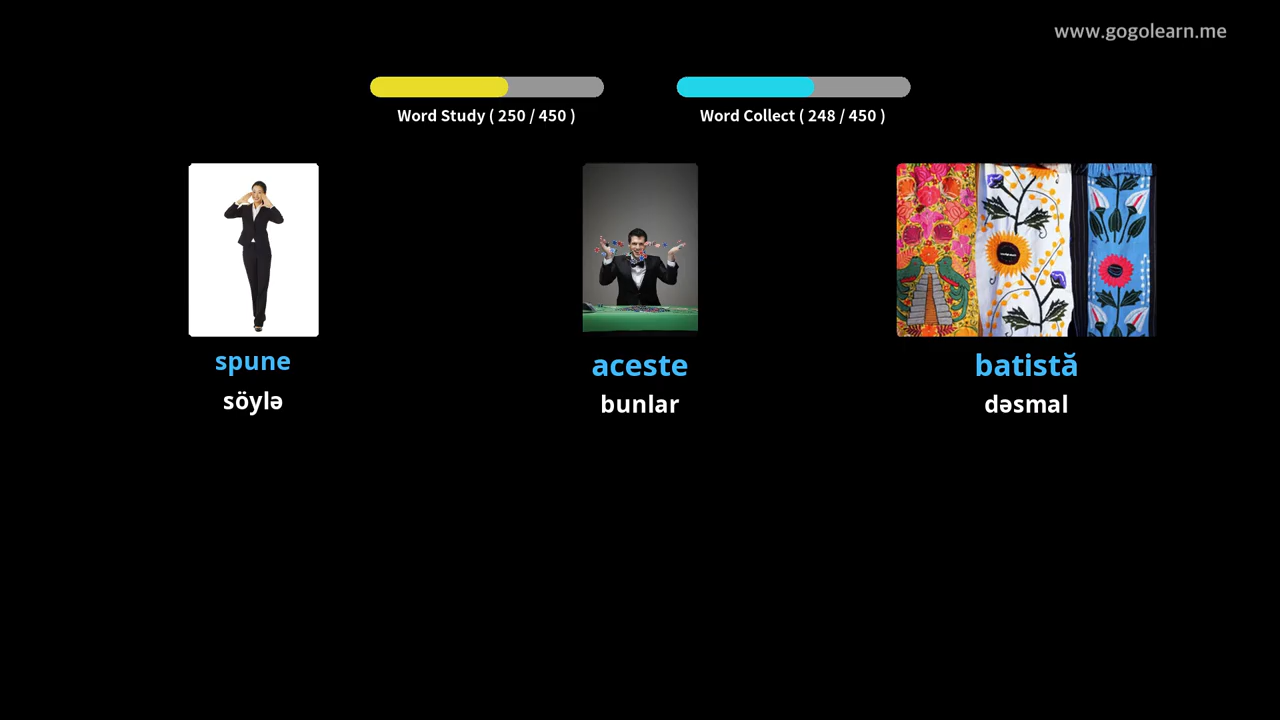 www.gogolearn.me
Word Study ( 250 / 450 )
Word Collect ( 248 / 450 )
spune
söylə
aceste
bunlar
batistă
dəsmal